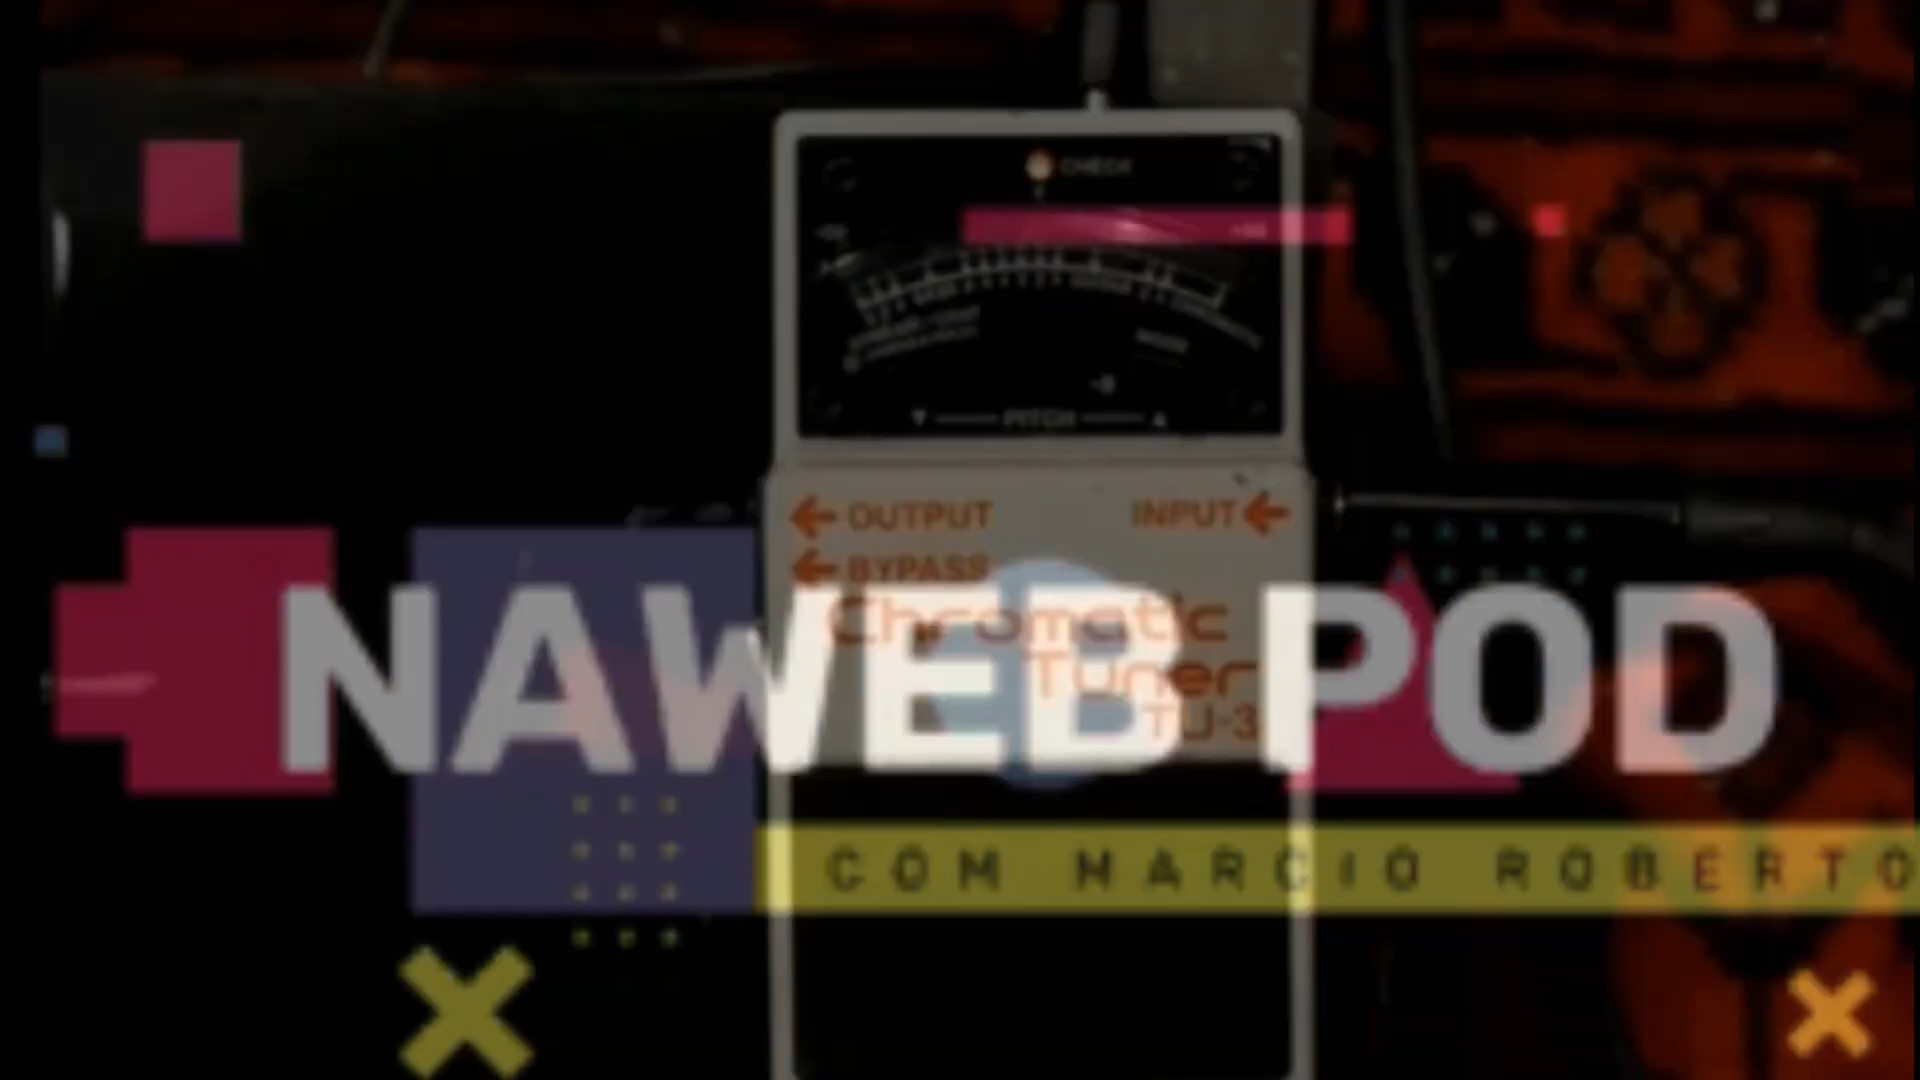 CHECK
PITCH
OUTPUT INPUT
BYPASS
Chromatic
Tuner
TU-3
NAWEB POD
COM MARCIO ROBERTO